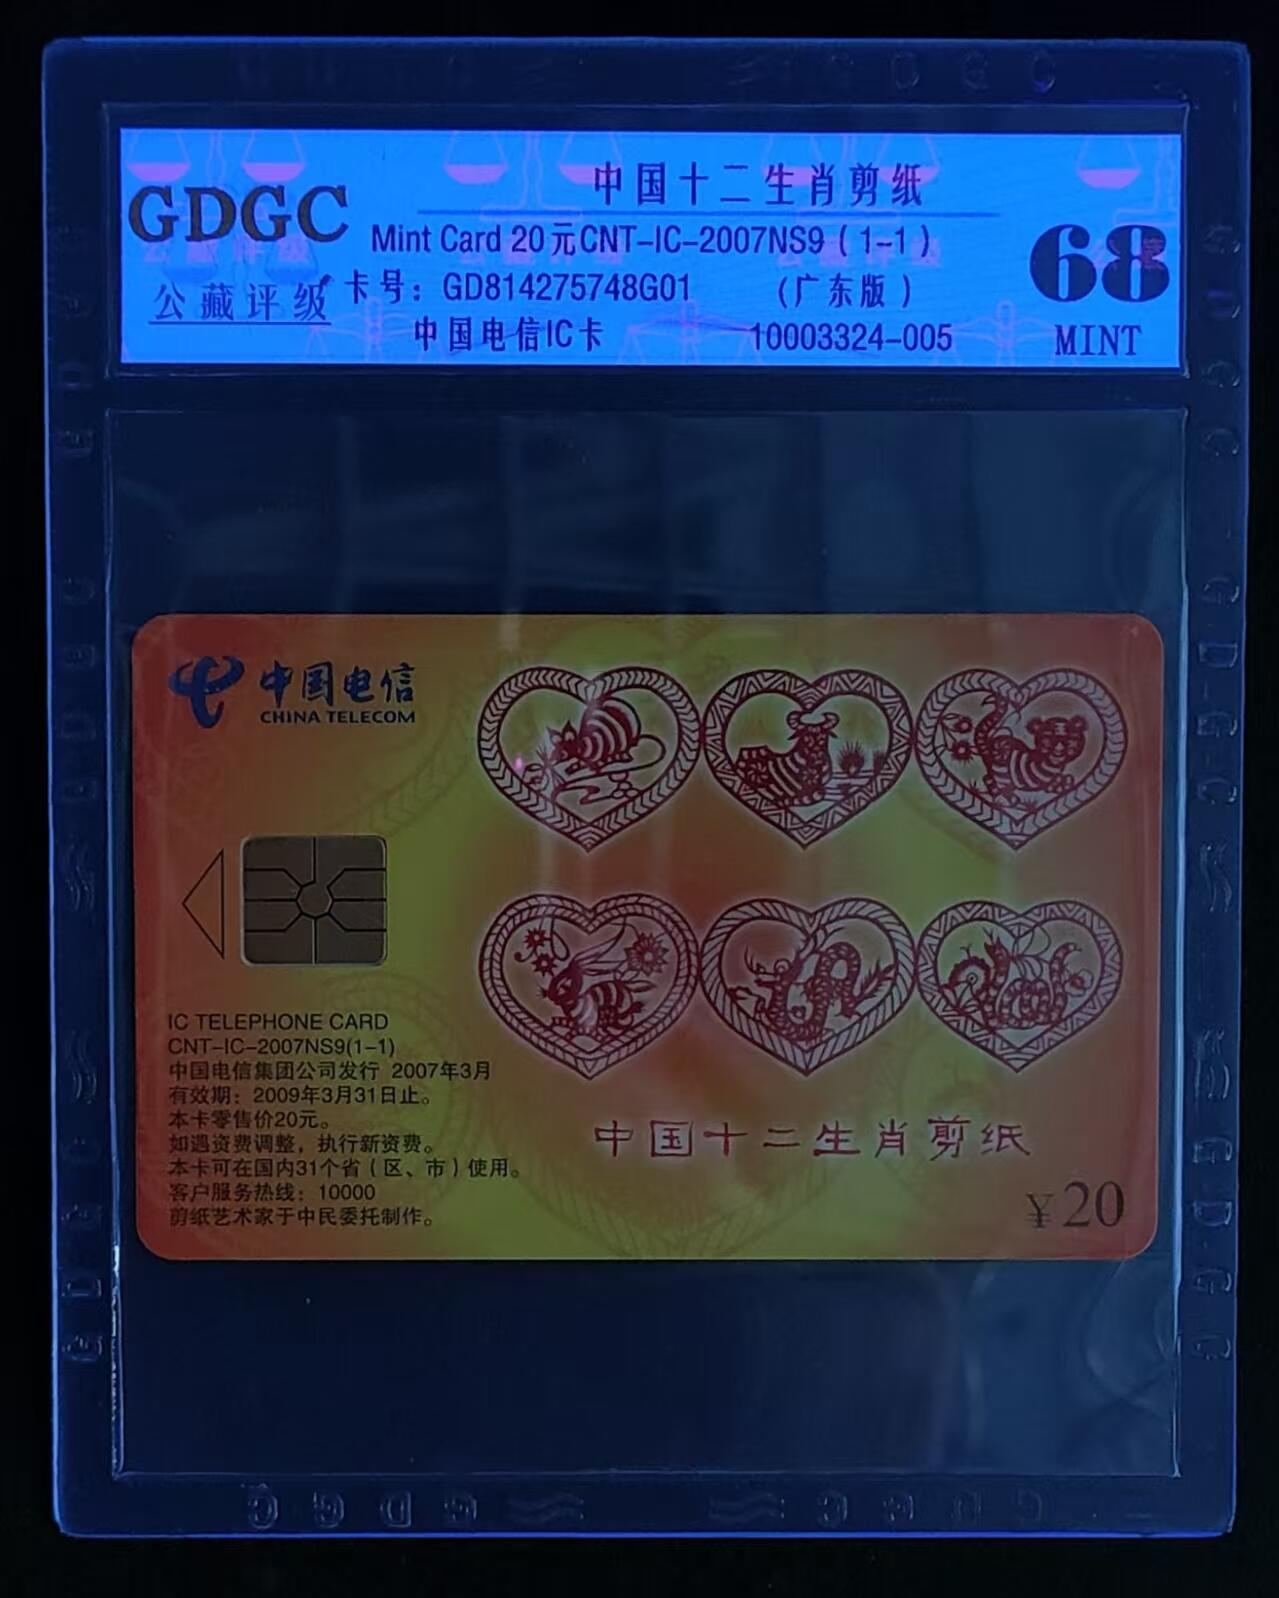 GDGC
公藏评级
中国十二生肖剪纸
Mint Card 20元CNT-IC-2007NS9(1-1)
卡号：GD814275748G01 (广东版)
中国电信IC卡 10003324-005
68
MINT
中国电信
CHINA TELECOM
IC TELEPHONE CARD
CNT-IC-2007NS9(1-1)
中国电信集团公司发行 2007年3月
有效期：2009年3月31日止。
本卡零售价20元。
如遇资费调整，执行新资费。
本卡可在国内31个省（区、市）使用。
客户服务热线：10000
剪纸艺术家于中民委托制作。
中国十二生肖剪纸
¥20